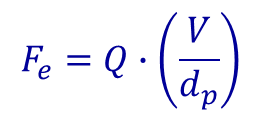 F_e = Q · (V / d_p)